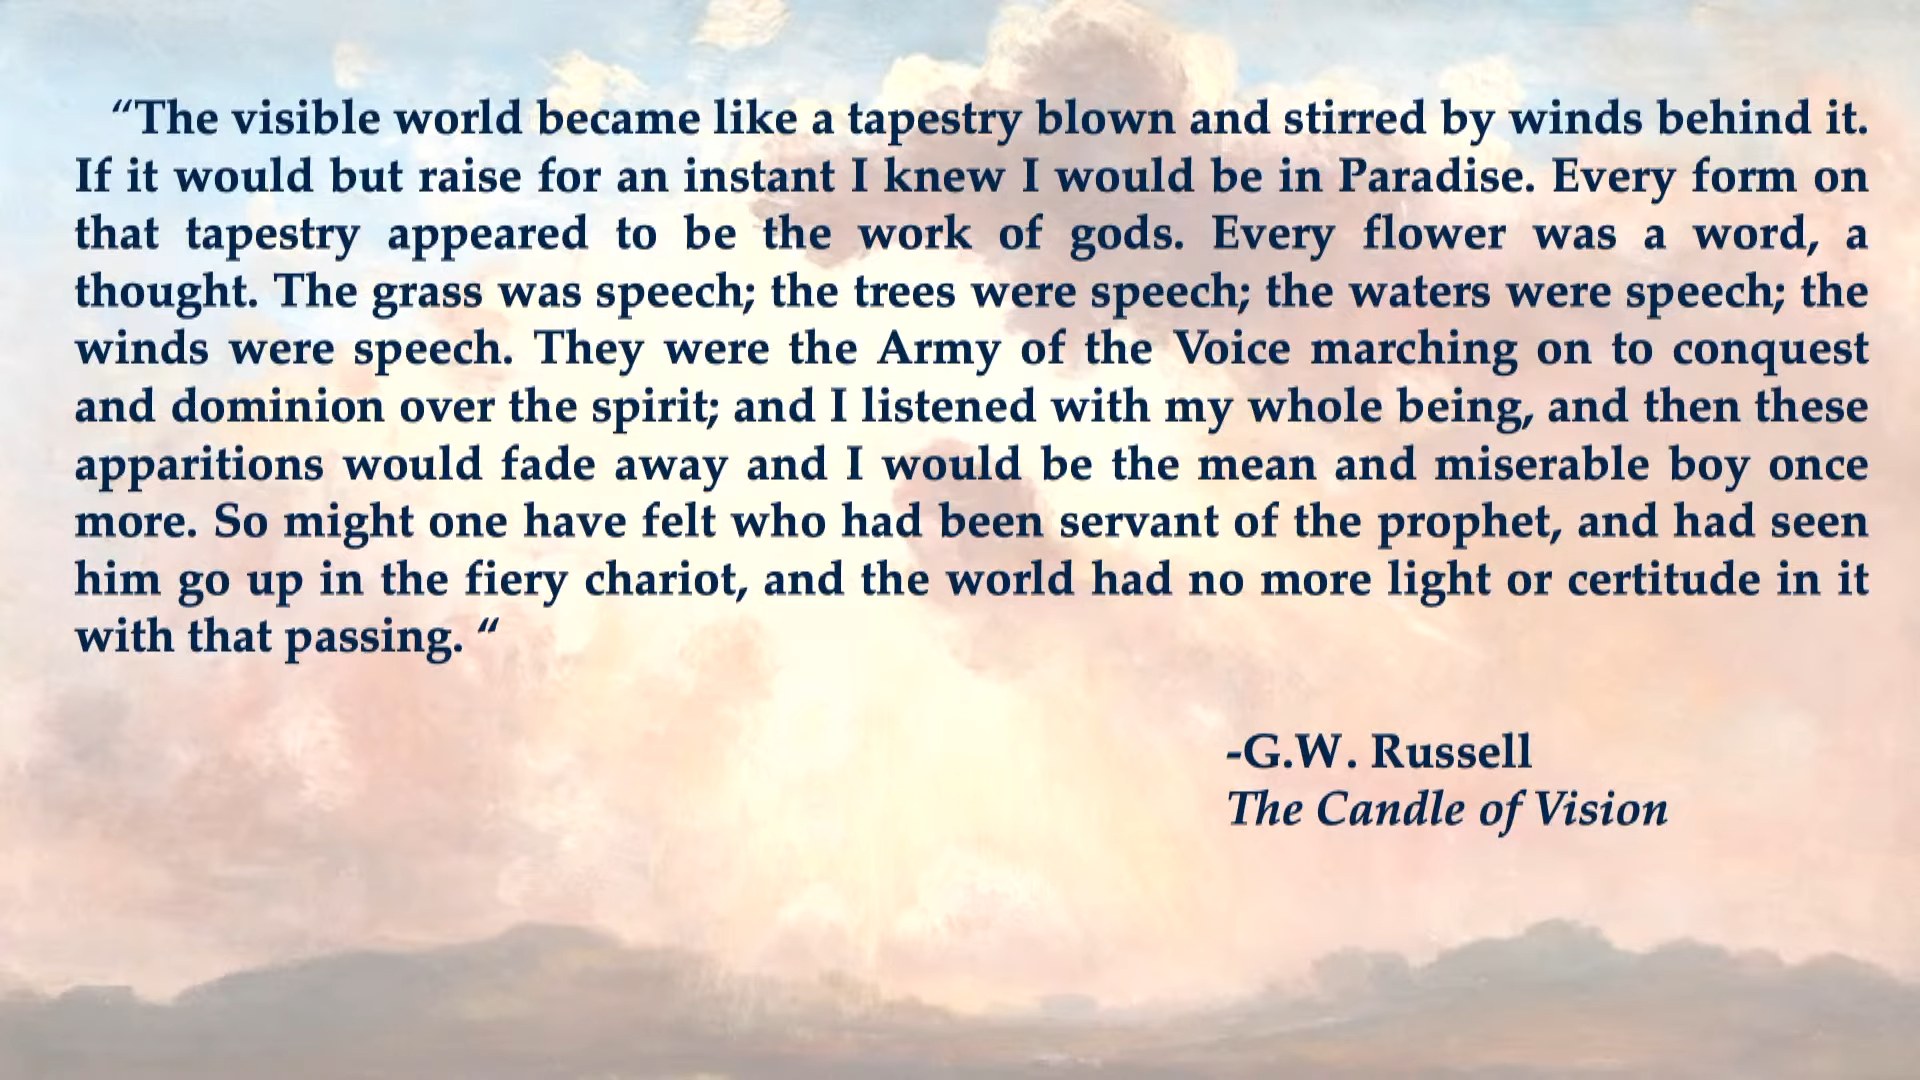 “The visible world became like a tapestry blown and stirred by winds behind it.
If it would but raise for an instant I knew I would be in Paradise. Every form on
that tapestry appeared to be the work of gods. Every flower was a word, a
thought. The grass was speech; the trees were speech; the waters were speech; the
winds were speech. They were the Army of the Voice marching on to conquest
and dominion over the spirit; and I listened with my whole being, and then these
apparitions would fade away and I would be the mean and miserable boy once
more. So might one have felt who had been servant of the prophet, and had seen
him go up in the fiery chariot, and the world had no more light or certitude in it
with that passing. “
-G.W. Russell
The Candle of Vision